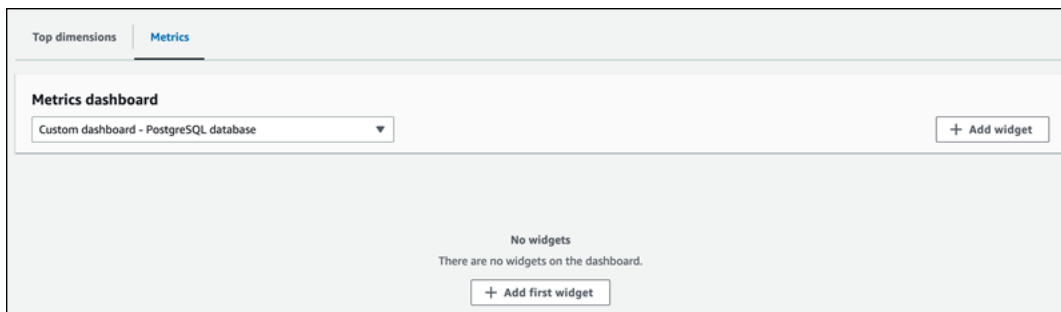 Top dimensions Metrics
Metrics dashboard
Custom dashboard - PostgreSQL database
+ Add widget
No widgets
There are no widgets on the dashboard.
+ Add first widget